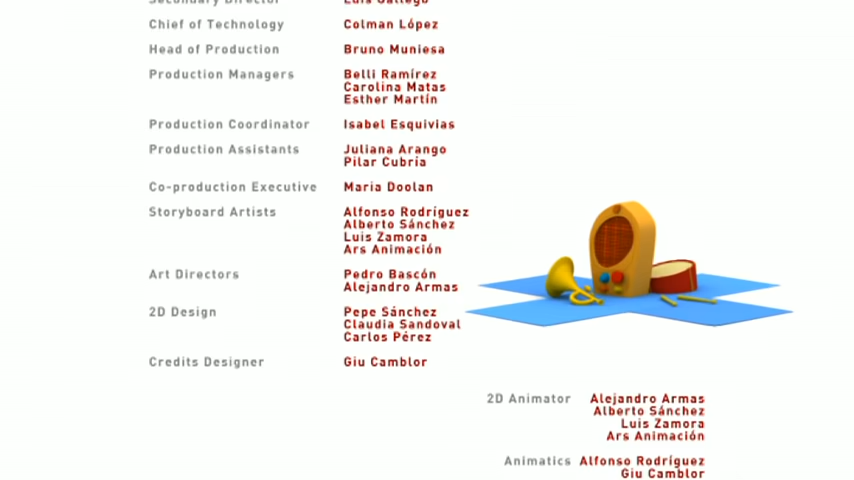 Secondary Director Luis Gallego
Chief of Technology Colman López
Head of Production Bruno Muniesa
Production Managers Belli Ramírez
Carolina Matas
Esther Martín
Production Coordinator Isabel Esquivias
Production Assistants Juliana Arango
Pilar Cubría
Co-production Executive Maria Doolan
Storyboard Artists Alfonso Rodríguez
Alberto Sánchez
Luis Zamora
Ars Animación
Art Directors Pedro Bascón
Alejandro Armas
2D Design Pepe Sánchez
Claudia Sandoval
Carlos Pérez
Credits Designer Giu Camblor
2D Animator Alejandro Armas
Alberto Sánchez
Luis Zamora
Ars Animación
Animatics Alfonso Rodríguez
Giu Camblor